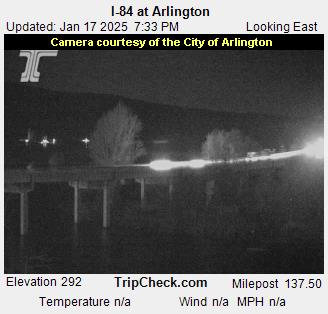 I-84 at Arlington
Updated: Jan 17 2025 7:33 PM Looking East
Camera courtesy of the City of Arlington
Elevation 292 TripCheck.com Milepost 137.50
Temperature n/a Wind n/a MPH n/a